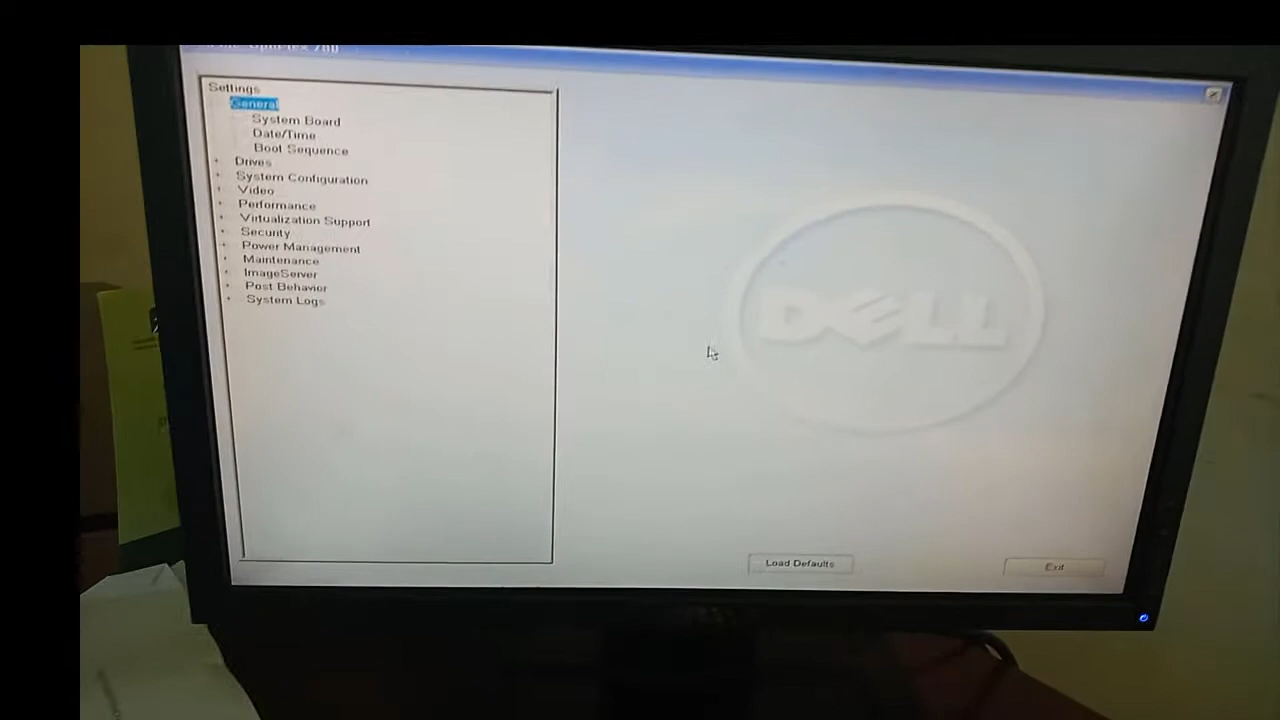 Settings
General
System Board
Date/Time
Boot Sequence
Drives
System Configuration
Video
Performance
Virtualization Support
Security
Power Management
Maintenance
ImageServer
Post Behavior
System Logs
DELL
Load Defaults
Exit